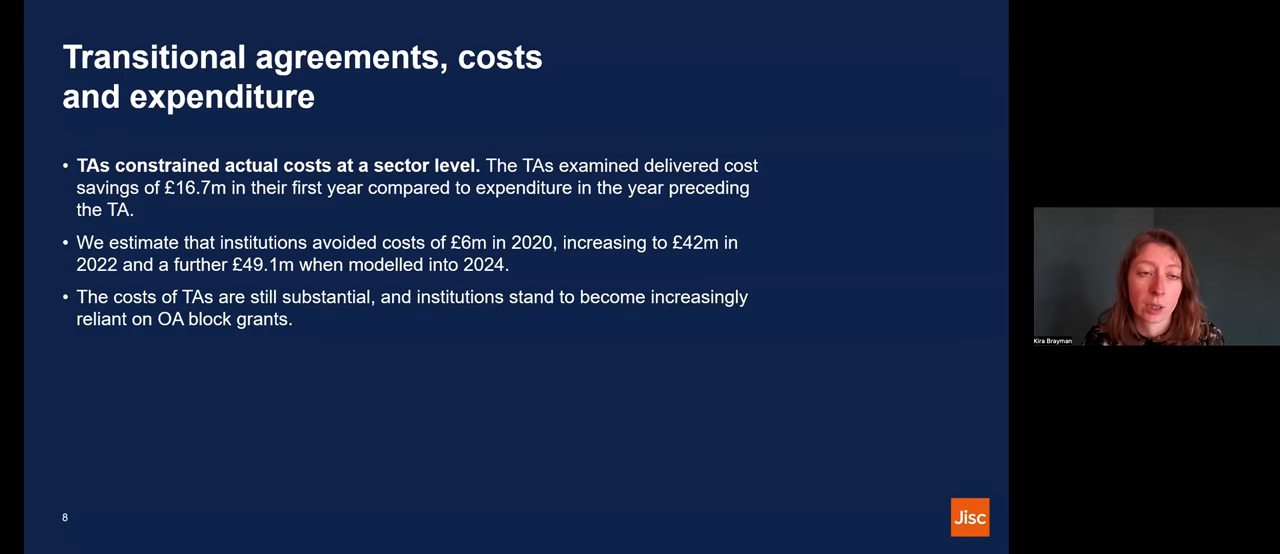 Transitional agreements, costs
and expenditure
• TAs constrained actual costs at a sector level. The TAs examined delivered cost
savings of £16.7m in their first year compared to expenditure in the year preceding
the TA.
• We estimate that institutions avoided costs of £6m in 2020, increasing to £42m in
2022 and a further £49.1m when modelled into 2024.
• The costs of TAs are still substantial, and institutions stand to become increasingly
reliant on OA block grants.
Kira Brayman
8
Jisc